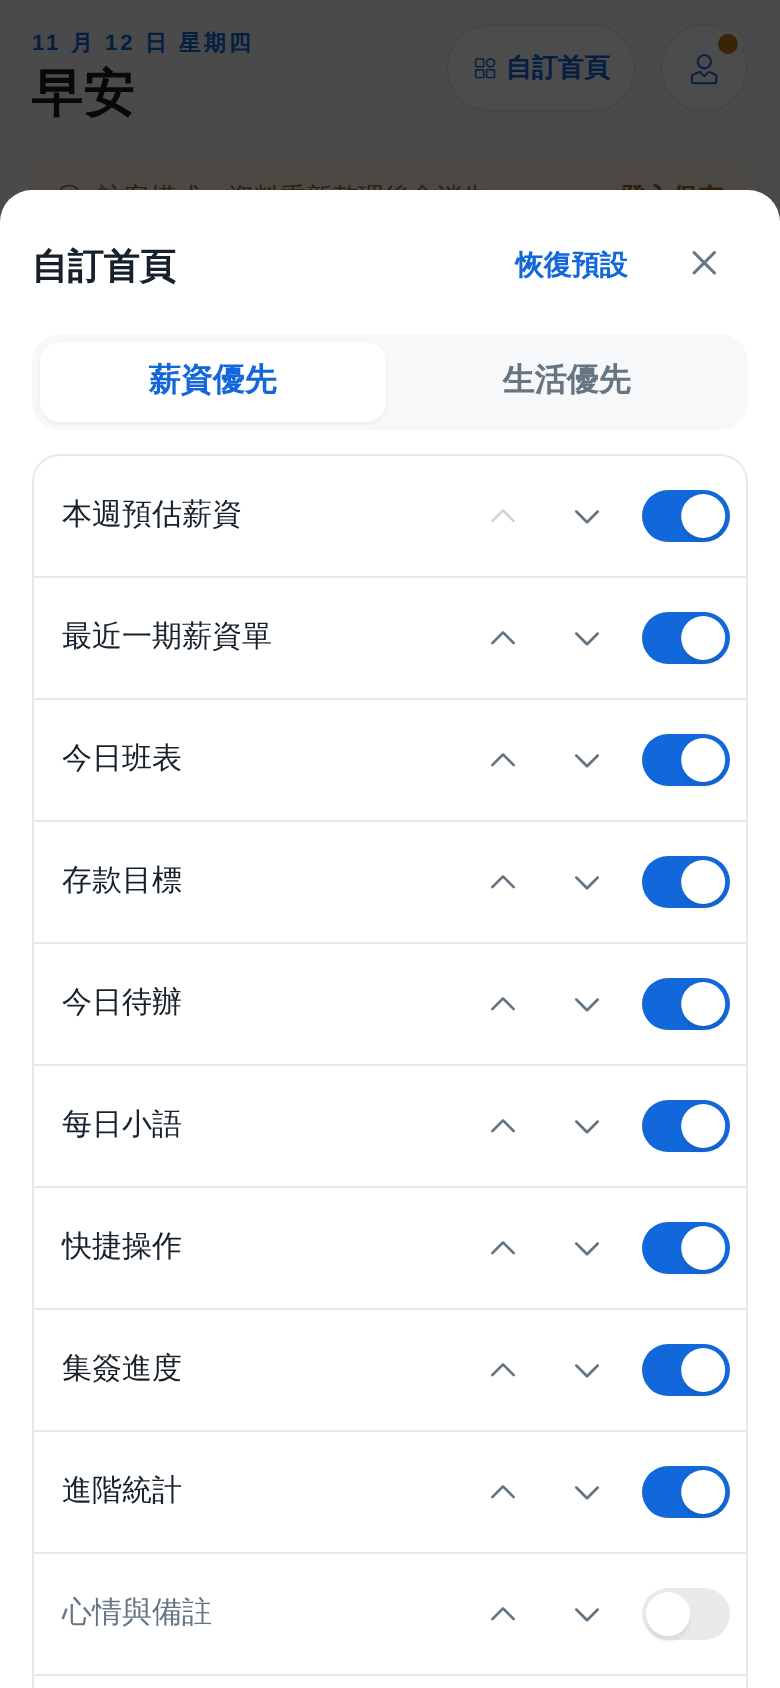 11 月 12 日 星期四
早安
自訂首頁
自訂首頁
恢復預設
薪資優先
生活優先
本週預估薪資
最近一期薪資單
今日班表
存款目標
今日待辦
每日小語
快捷操作
集簽進度
進階統計
心情與備註